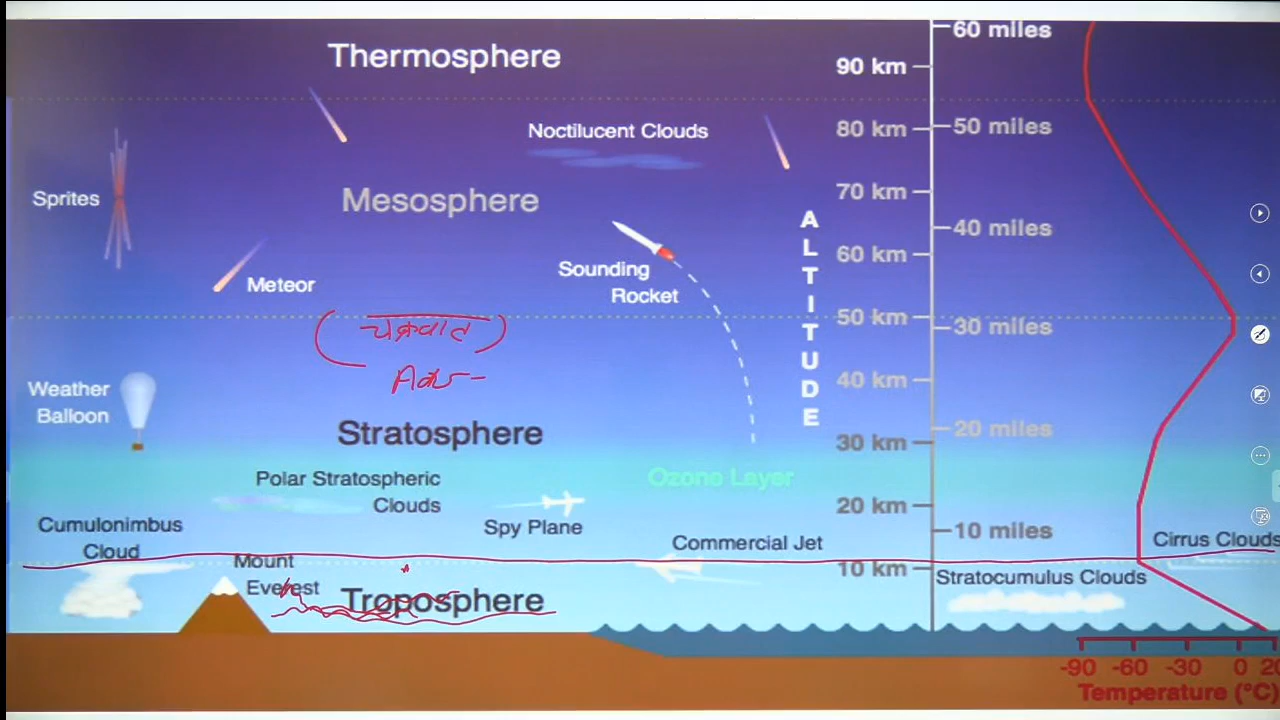 60 miles
Thermosphere
90 km
Noctilucent Clouds
80 km
50 miles
Sprites
Mesosphere
70 km
40 miles
ALTITUDE
60 km
Sounding
Rocket
Meteor
50 km
30 miles
चक्रवात
Weather
Balloon
40 km
Stratosphere
20 miles
30 km
Polar Stratospheric
Clouds
Ozone Layer
20 km
Spy Plane
10 miles
Cumulonimbus
Cloud
Commercial Jet
Cirrus Clouds
Mount
Everest
10 km
Stratocumulus Clouds
Troposphere
-90 -60 -30 0 20
Temperature (°C)